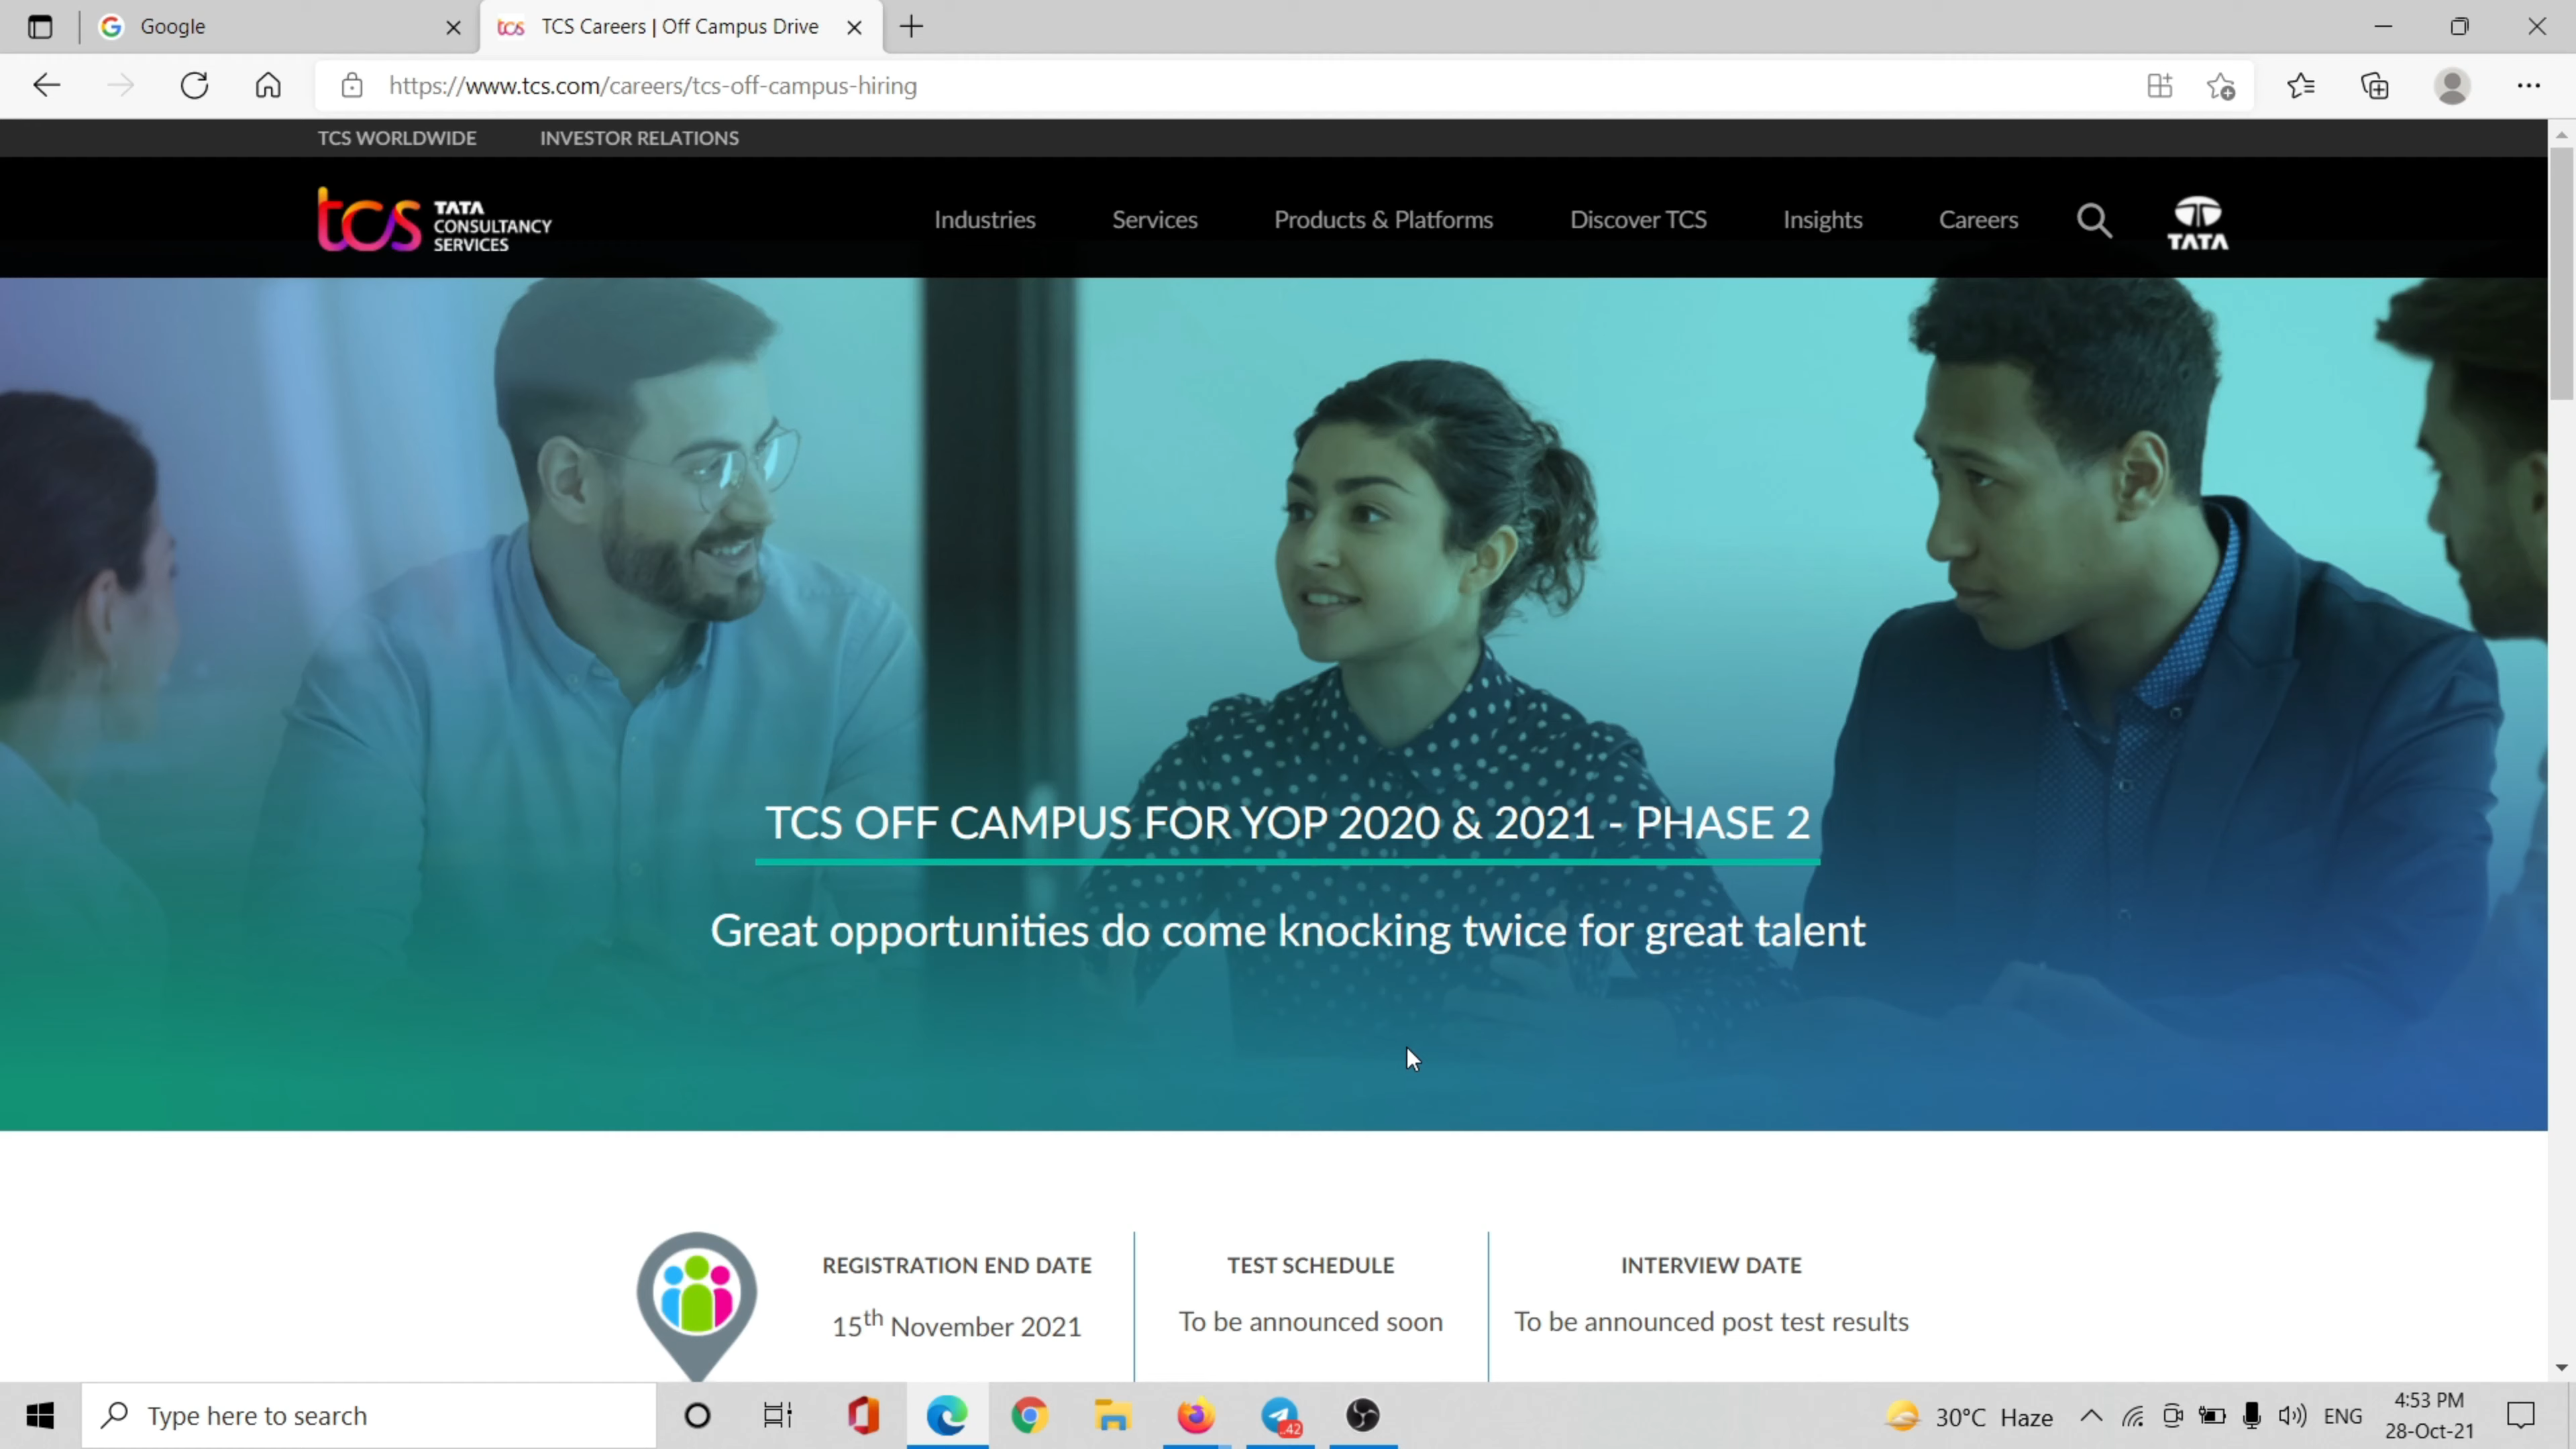 Google
tcs TCS Careers | Off Campus Drive
https://www.tcs.com/careers/tcs-off-campus-hiring
TCS WORLDWIDE INVESTOR RELATIONS
tcs TATA CONSULTANCY SERVICES
Industries Services Products & Platforms Discover TCS Insights Careers
TATA
TCS OFF CAMPUS FOR YOP 2020 & 2021 - PHASE 2
Great opportunities do come knocking twice for great talent
REGISTRATION END DATE
15th November 2021
TEST SCHEDULE
To be announced soon
INTERVIEW DATE
To be announced post test results
Type here to search
..42
30°C Haze
ENG
4:53 PM
28-Oct-21